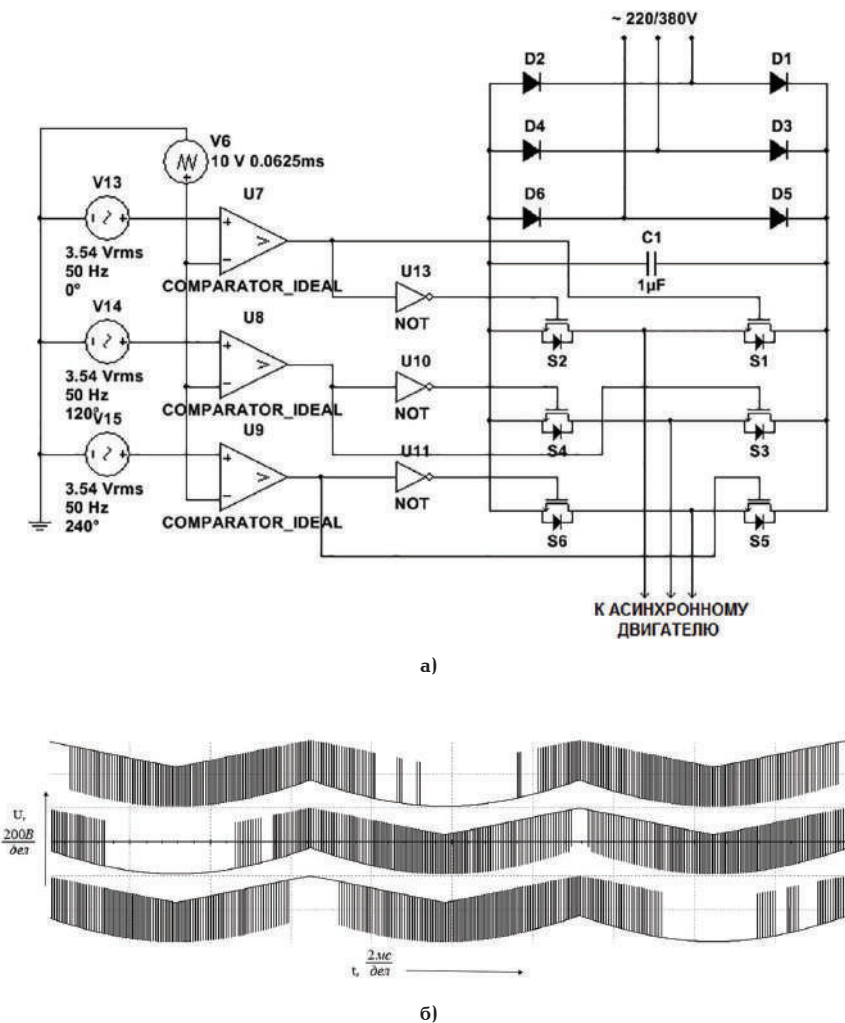 ~ 220/380V
D2
D1
V6
10 V 0.0625ms
D4
D3
V13
U7
D6
D5
3.54 Vrms
50 Hz
0°
COMPARATOR_IDEAL
C1
1µF
U13
NOT
V14
U8
S2
S1
3.54 Vrms
50 Hz
120°
COMPARATOR_IDEAL
U10
NOT
V15
U9
U11
S4
S3
3.54 Vrms
50 Hz
240°
COMPARATOR_IDEAL
NOT
S6
S5
К АСИНХРОННОМУ
ДВИГАТЕЛЮ
а)
U,
200В
дел
t, 2мс
дел
б)